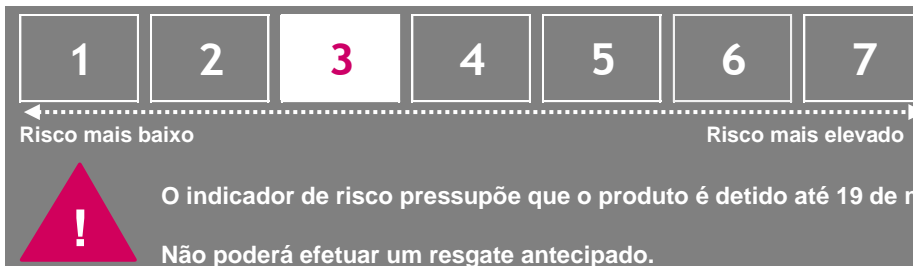 1 2 3 4 5 6 7
Risco mais baixo Risco mais elevado
O indicador de risco pressupõe que o produto é detido até 19 de
!
Não poderá efetuar um resgate antecipado.